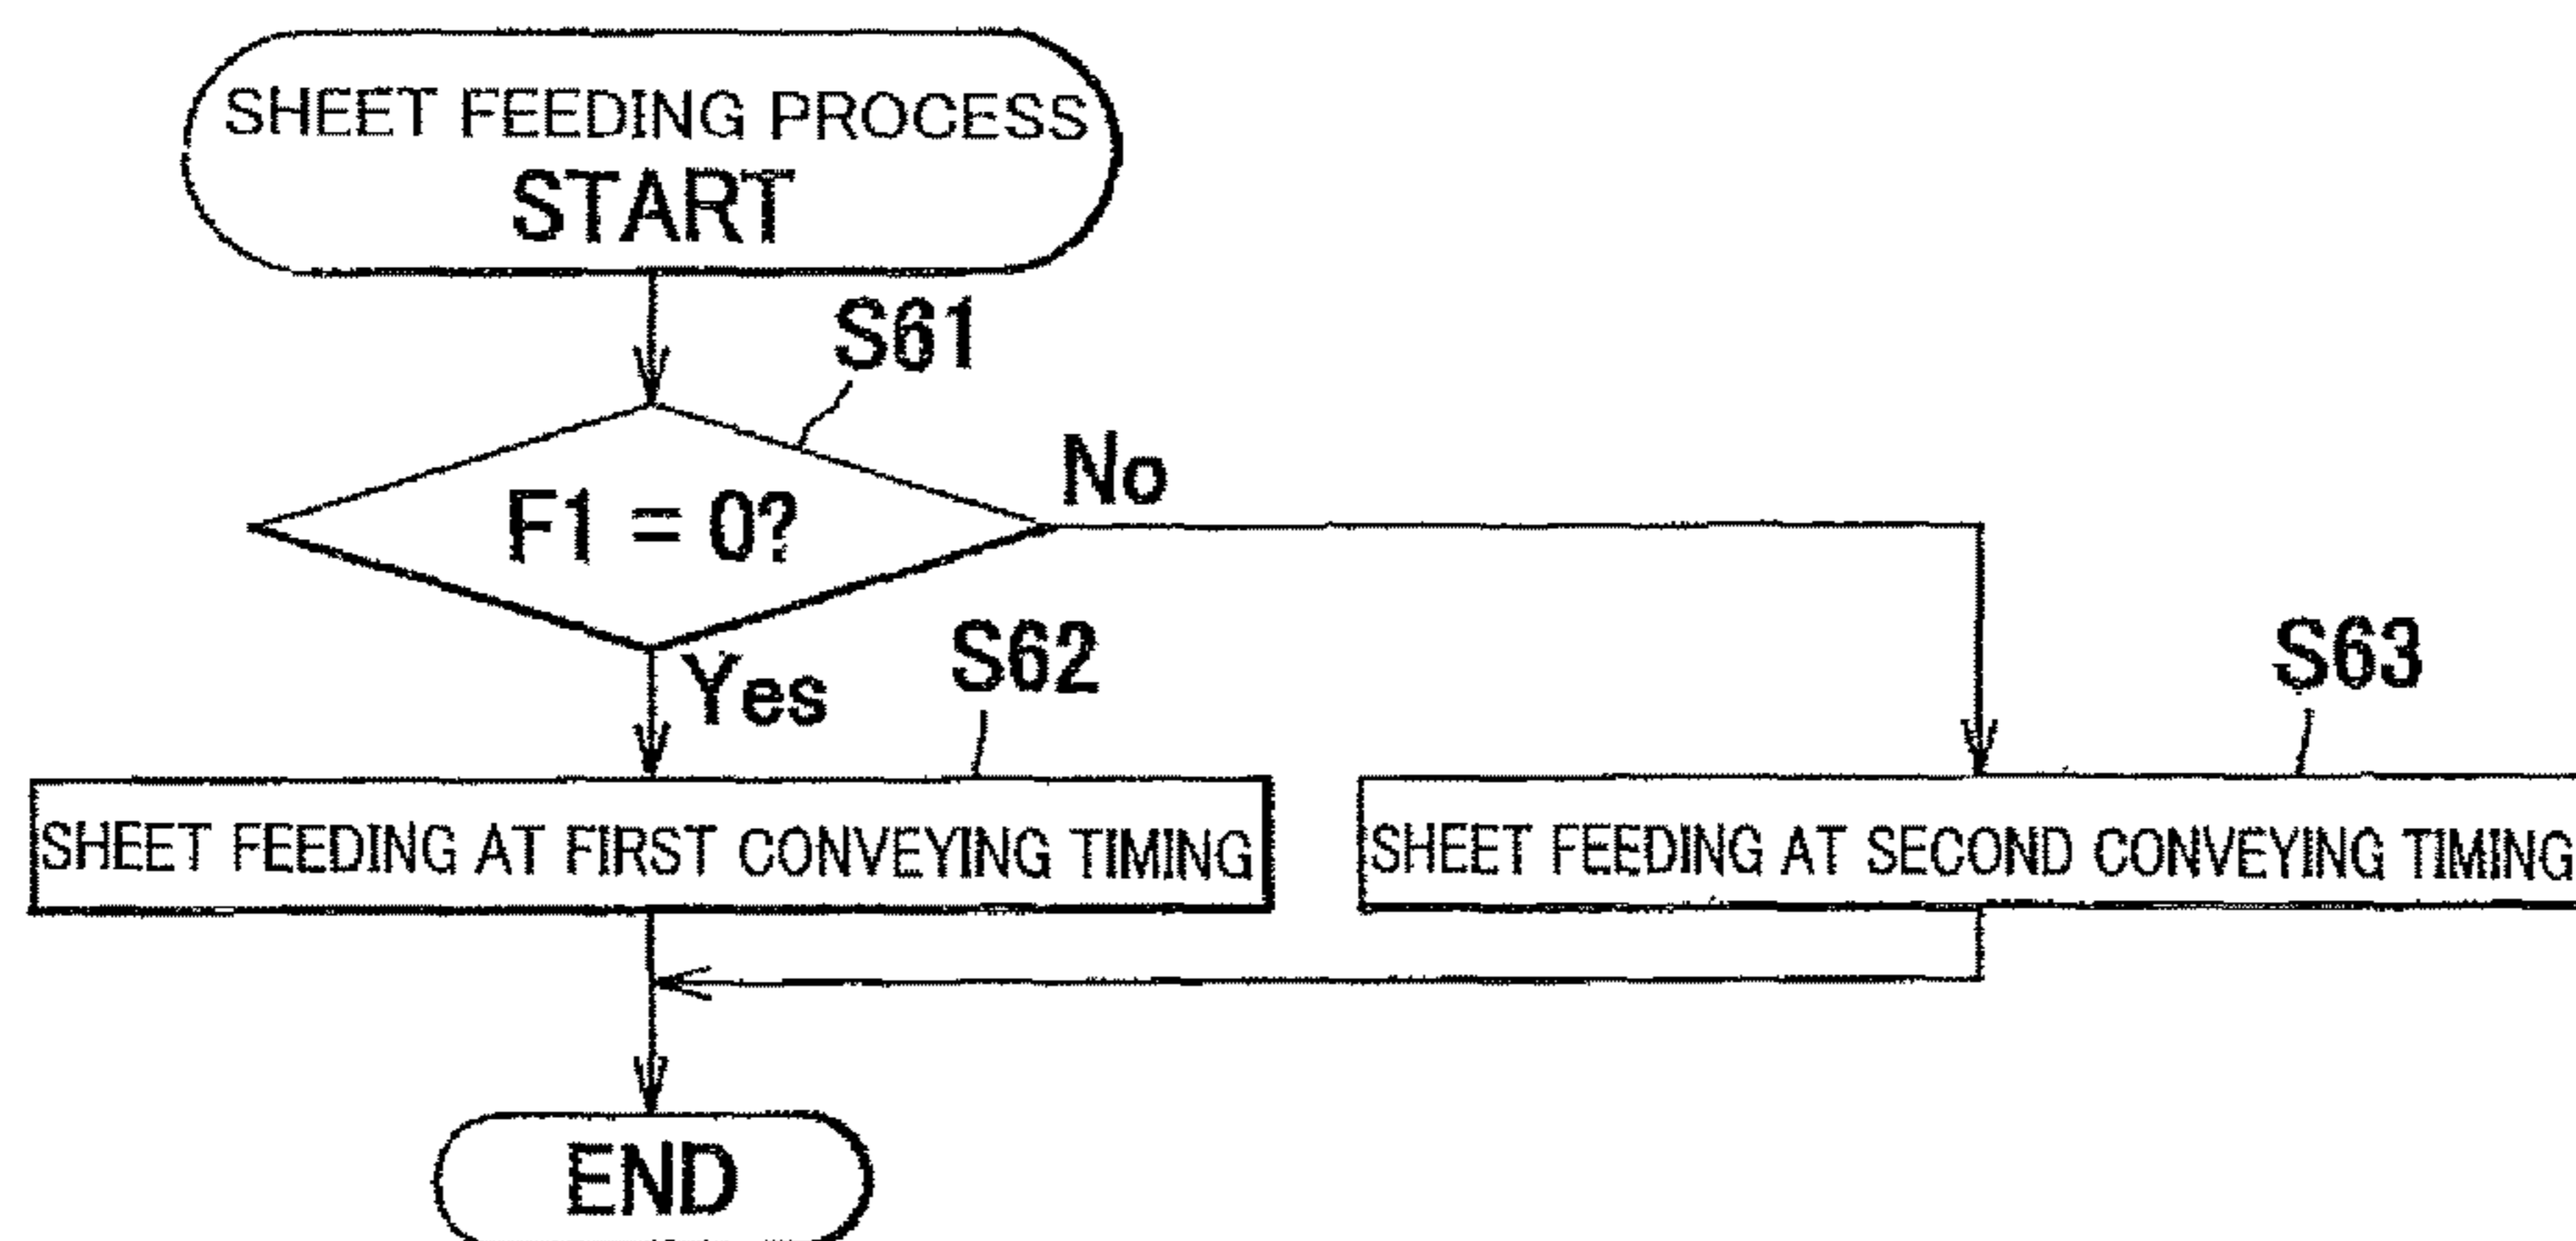 SHEET FEEDING PROCESS
START
S61
F1 = 0?
No
Yes
S62
S63
SHEET FEEDING AT FIRST CONVEYING TIMING
SHEET FEEDING AT SECOND CONVEYING TIMING
END